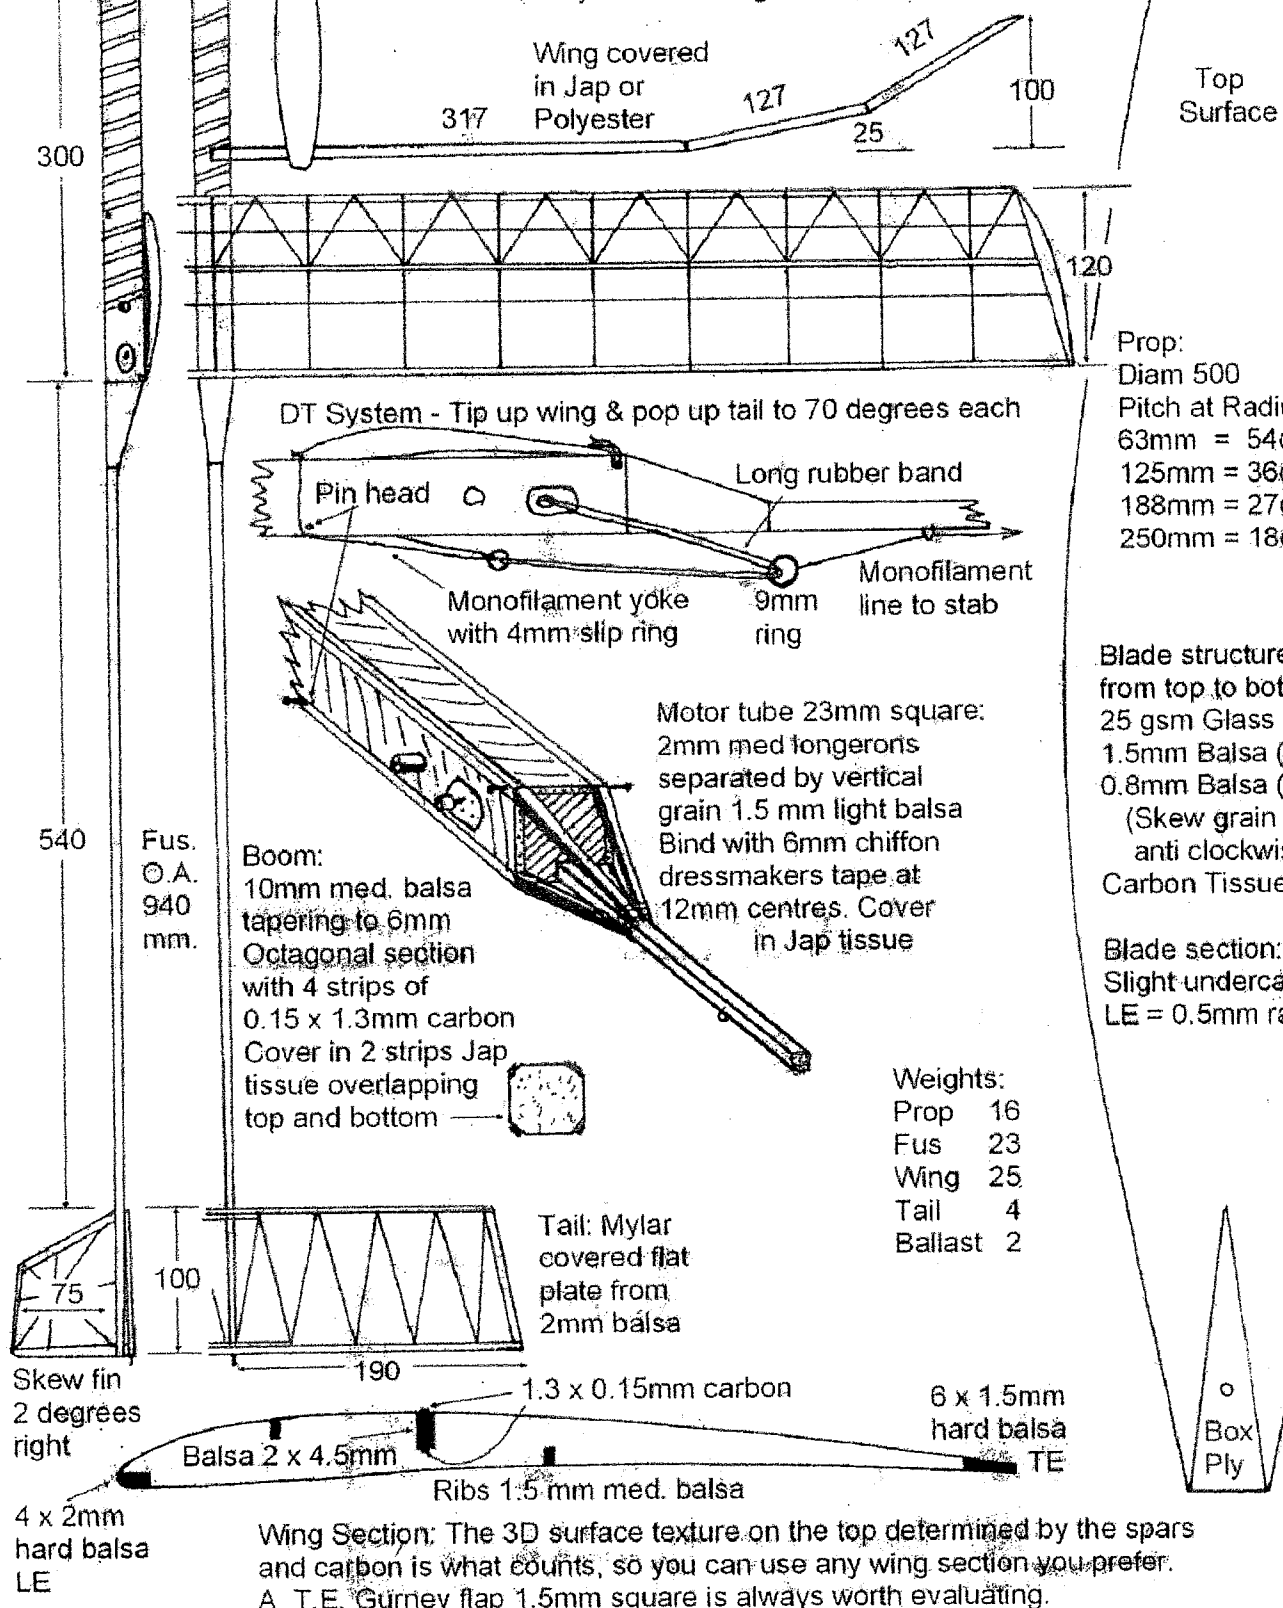 Wing covered
in Jap or
Polyester
317
127
127
25
100
Top
Surface
300
120
Prop:
Diam 500
Pitch at
63mm = 54
125mm = 36
188mm = 27
250mm = 18
DT System - Tip up wing & pop up tail to 70 degrees each
Pin head
Long rubber band
Monofilament yoke
with 4mm slip ring
9mm
ring
Monofilament
line to stab
Blade structure
from top to
25 gsm Glass
1.5mm Balsa (
0.8mm Balsa (
(Skew grain
anti
Carbon Tissue
Blade section:
Slight
LE = 0.5mm
Motor tube 23mm square:
2mm med longerons
separated by vertical
grain 1.5 mm light balsa
Bind with 6mm chiffon
dressmakers tape at
12mm centres. Cover
in Jap tissue
540
Fus.
O.A.
940
mm.
Boom:
10mm med. balsa
tapering to 6mm
Octagonal section
with 4 strips of
0.15 x 1.3mm carbon
Cover in 2 strips Jap
tissue overlapping
top and bottom
Weights:
Prop 16
Fus 23
Wing 25
Tail 4
Ballast 2
Tail: Mylar
covered flat
plate from
2mm balsa
75
100
190
Skew fin
2 degrees
right
1.3 x 0.15mm carbon
6 x 1.5mm
hard balsa
TE
Balsa 2 x 4.5mm
Ribs 1.5 mm med. balsa
4 x 2mm
hard balsa
LE
Box
Ply
Wing Section: The 3D surface texture on the top determined by the spars
and carbon is what counts, so you can use any wing section you prefer.
A T.E. Gurney flap 1.5mm square is always worth evaluating.